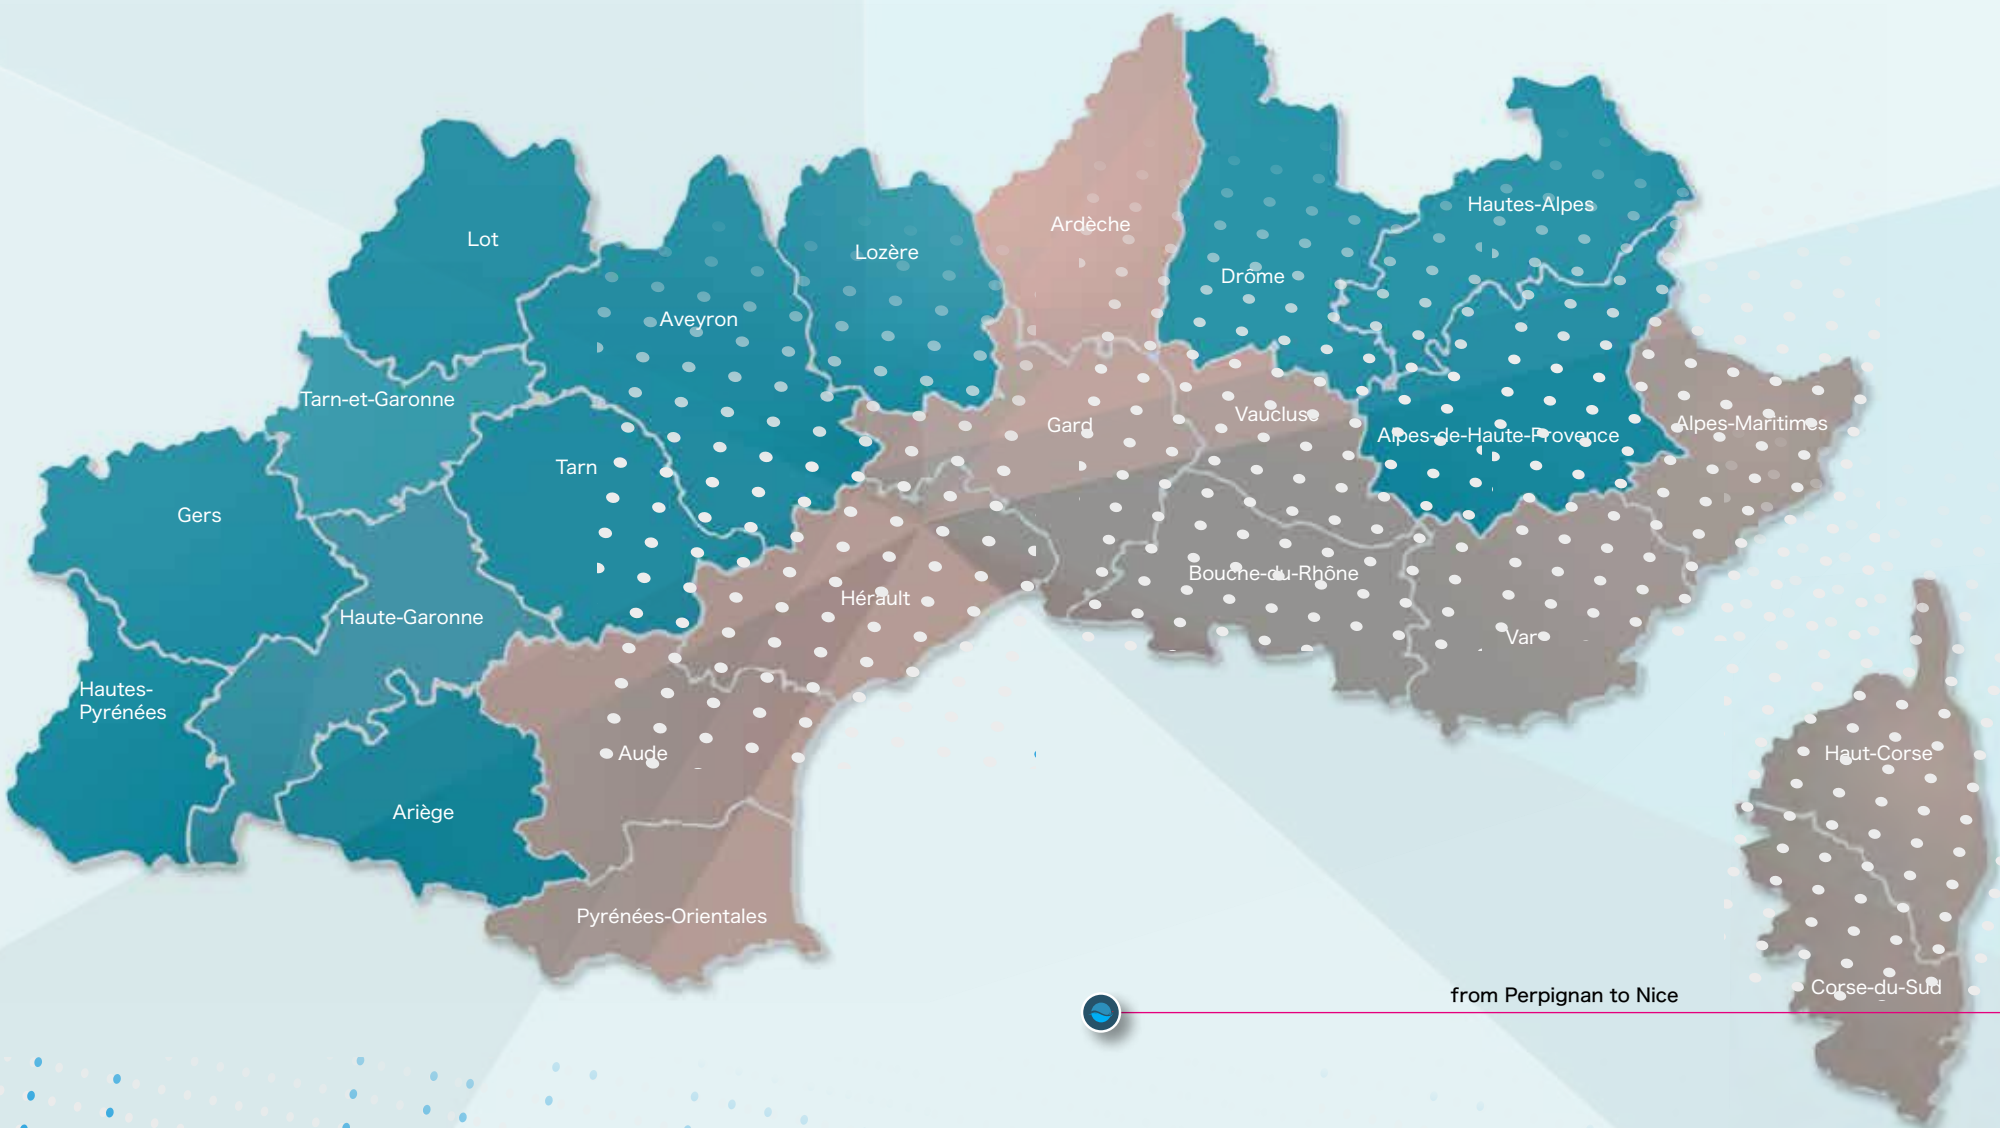 Lot
Lozère
Ardèche
Hautes-Alpes
Drôme
Aveyron
Tarn-et-Garonne
Gard
Vaucluse
Alpes-de-Haute-Provence
Alpes-Maritimes
Tarn
Gers
Haute-Garonne
Hérault
Bouche-du-Rhône
Var
Hautes-
Pyrénées
Aude
Haut-Corse
Ariège
Pyrénées-Orientales
Corse-du-Sud
from Perpignan to Nice